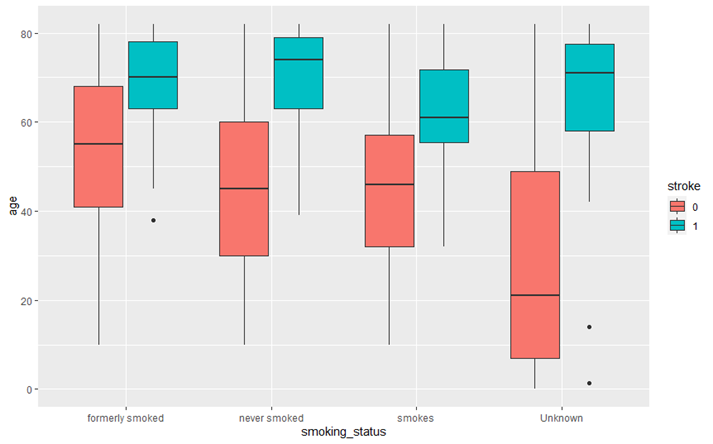 80
60
40
20
0
age
formerly smoked
never smoked
smokes
Unknown
smoking_status
stroke
0
1